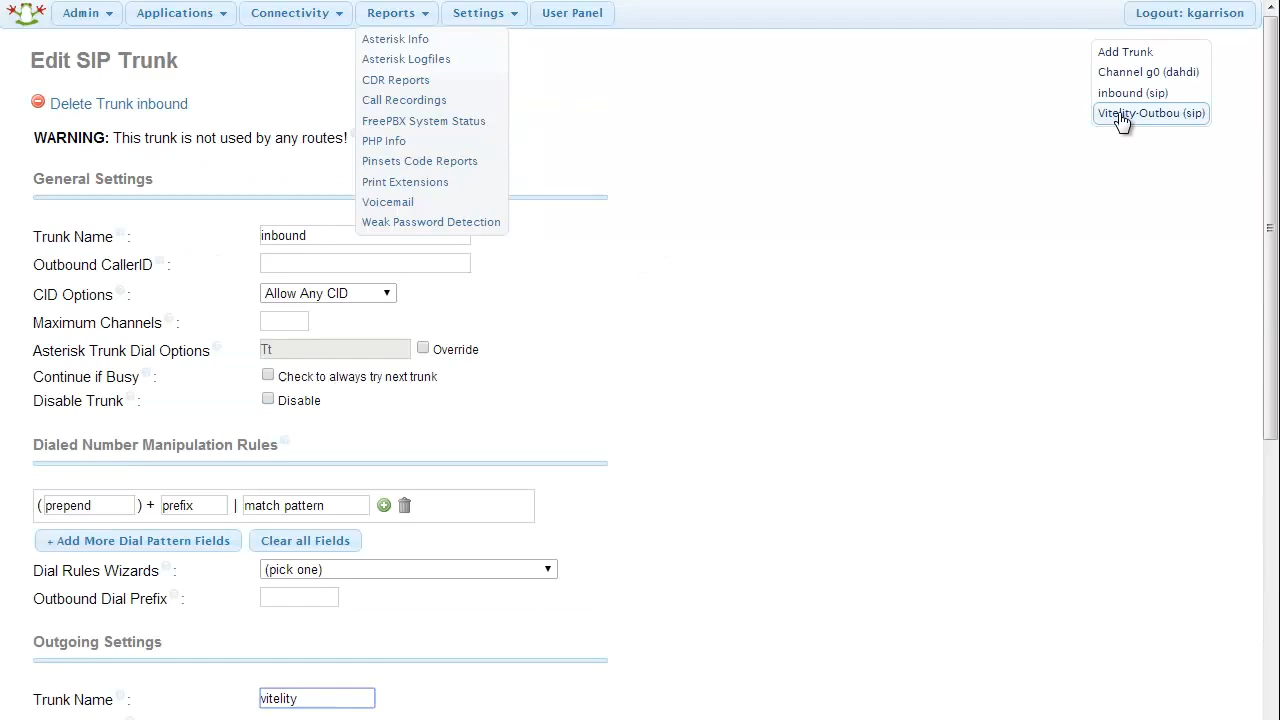 Admin Applications Connectivity Reports Settings User Panel Logout: kgarrison
Asterisk Info
Asterisk Logfiles
CDR Reports
Call Recordings
FreePBX System Status
PHP Info
Pinsets Code Reports
Print Extensions
Voicemail
Weak Password Detection
Add Trunk
Channel g0 (dahdi)
inbound (sip)
Vitelity-Outbou (sip)
Edit SIP Trunk
Delete Trunk inbound
WARNING: This trunk is not used by any routes!
General Settings
Trunk Name : inbound
Outbound CallerID :
CID Options : Allow Any CID
Maximum Channels :
Asterisk Trunk Dial Options : Tt Override
Continue if Busy : Check to always try next trunk
Disable Trunk : Disable
Dialed Number Manipulation Rules
(prepend ) + prefix | match pattern
+ Add More Dial Pattern Fields Clear all Fields
Dial Rules Wizards : (pick one)
Outbound Dial Prefix :
Outgoing Settings
Trunk Name : vitelity